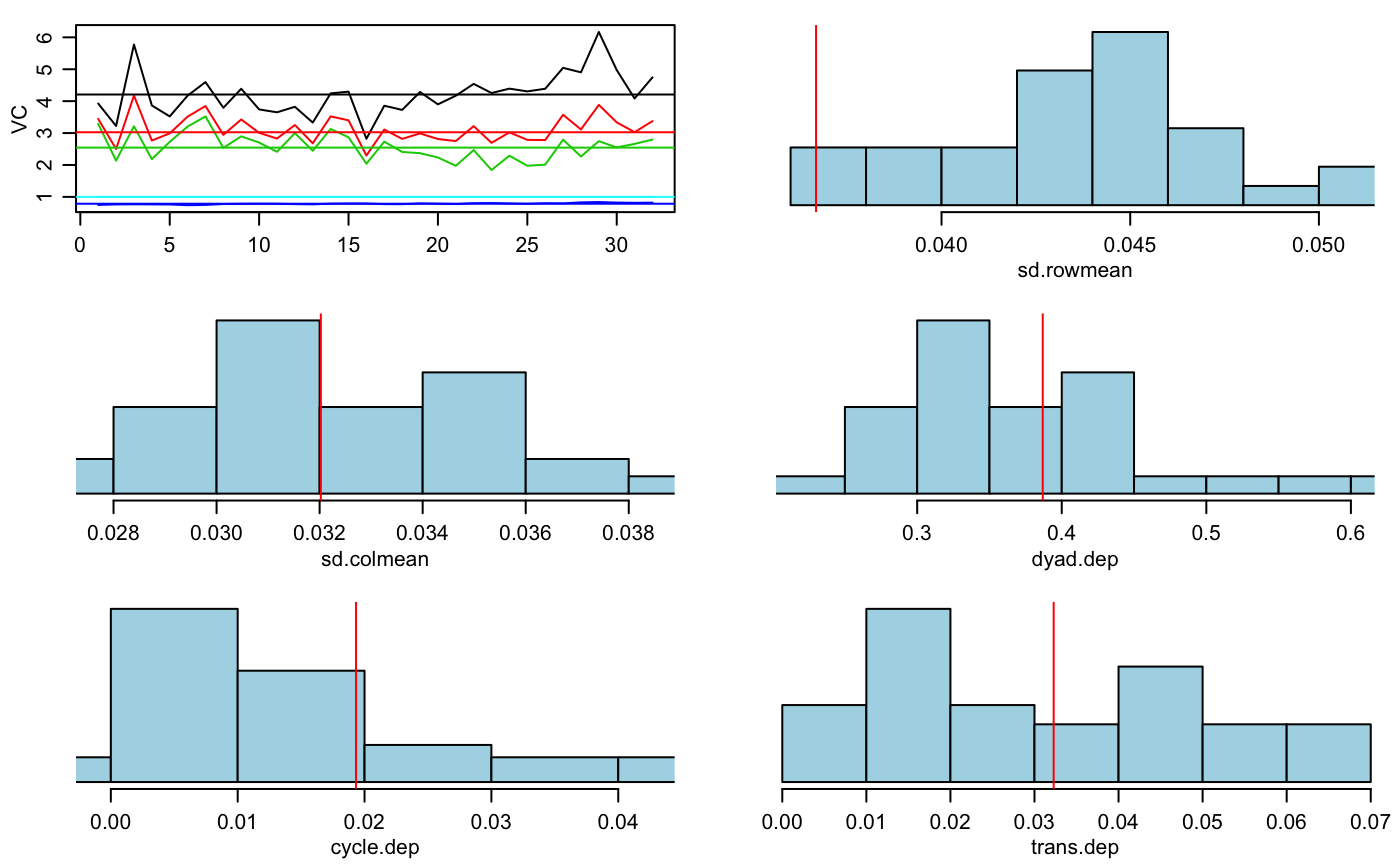 VC
6
5
4
3
2
1
0 5 10 15 20 25 30
0.040 0.045 0.050
sd.rowmean
0.028 0.030 0.032 0.034 0.036 0.038
sd.colmean
0.3 0.4 0.5 0.6
dyad.dep
0.00 0.01 0.02 0.03 0.04
cycle.dep
0.00 0.01 0.02 0.03 0.04 0.05 0.06 0.07
trans.dep